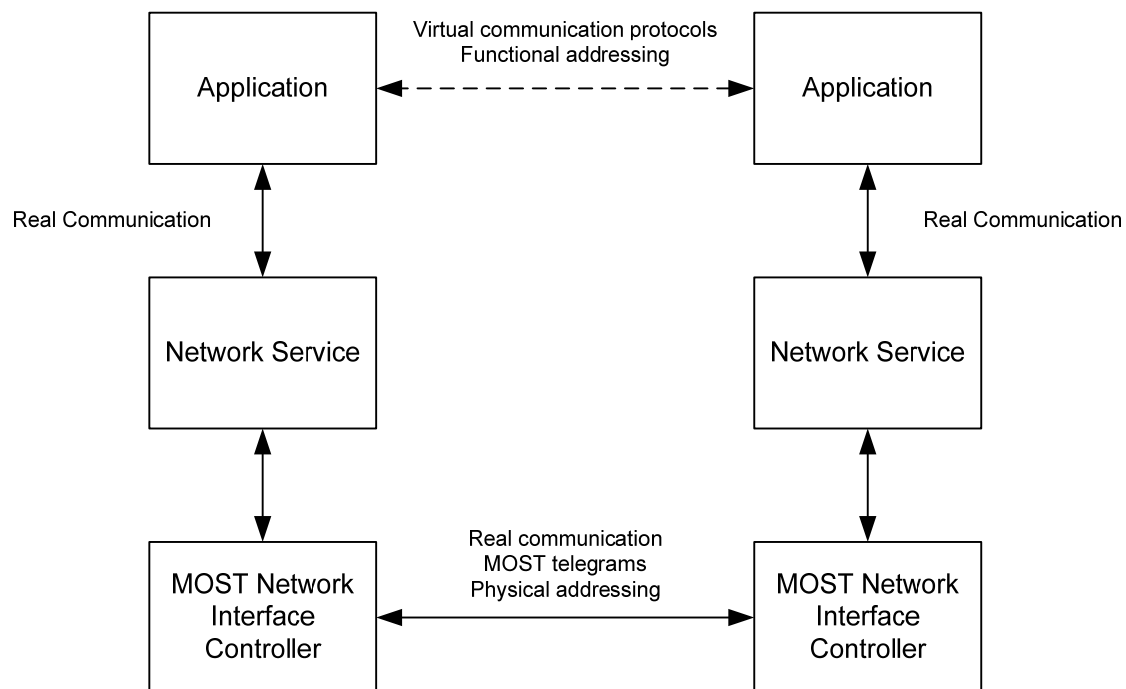 Virtual communication protocols
Functional addressing
Application
Application
Real Communication
Real Communication
Network Service
Network Service
Real communication
MOST telegrams
Physical addressing
MOST Network
Interface
Controller
MOST Network
Interface
Controller